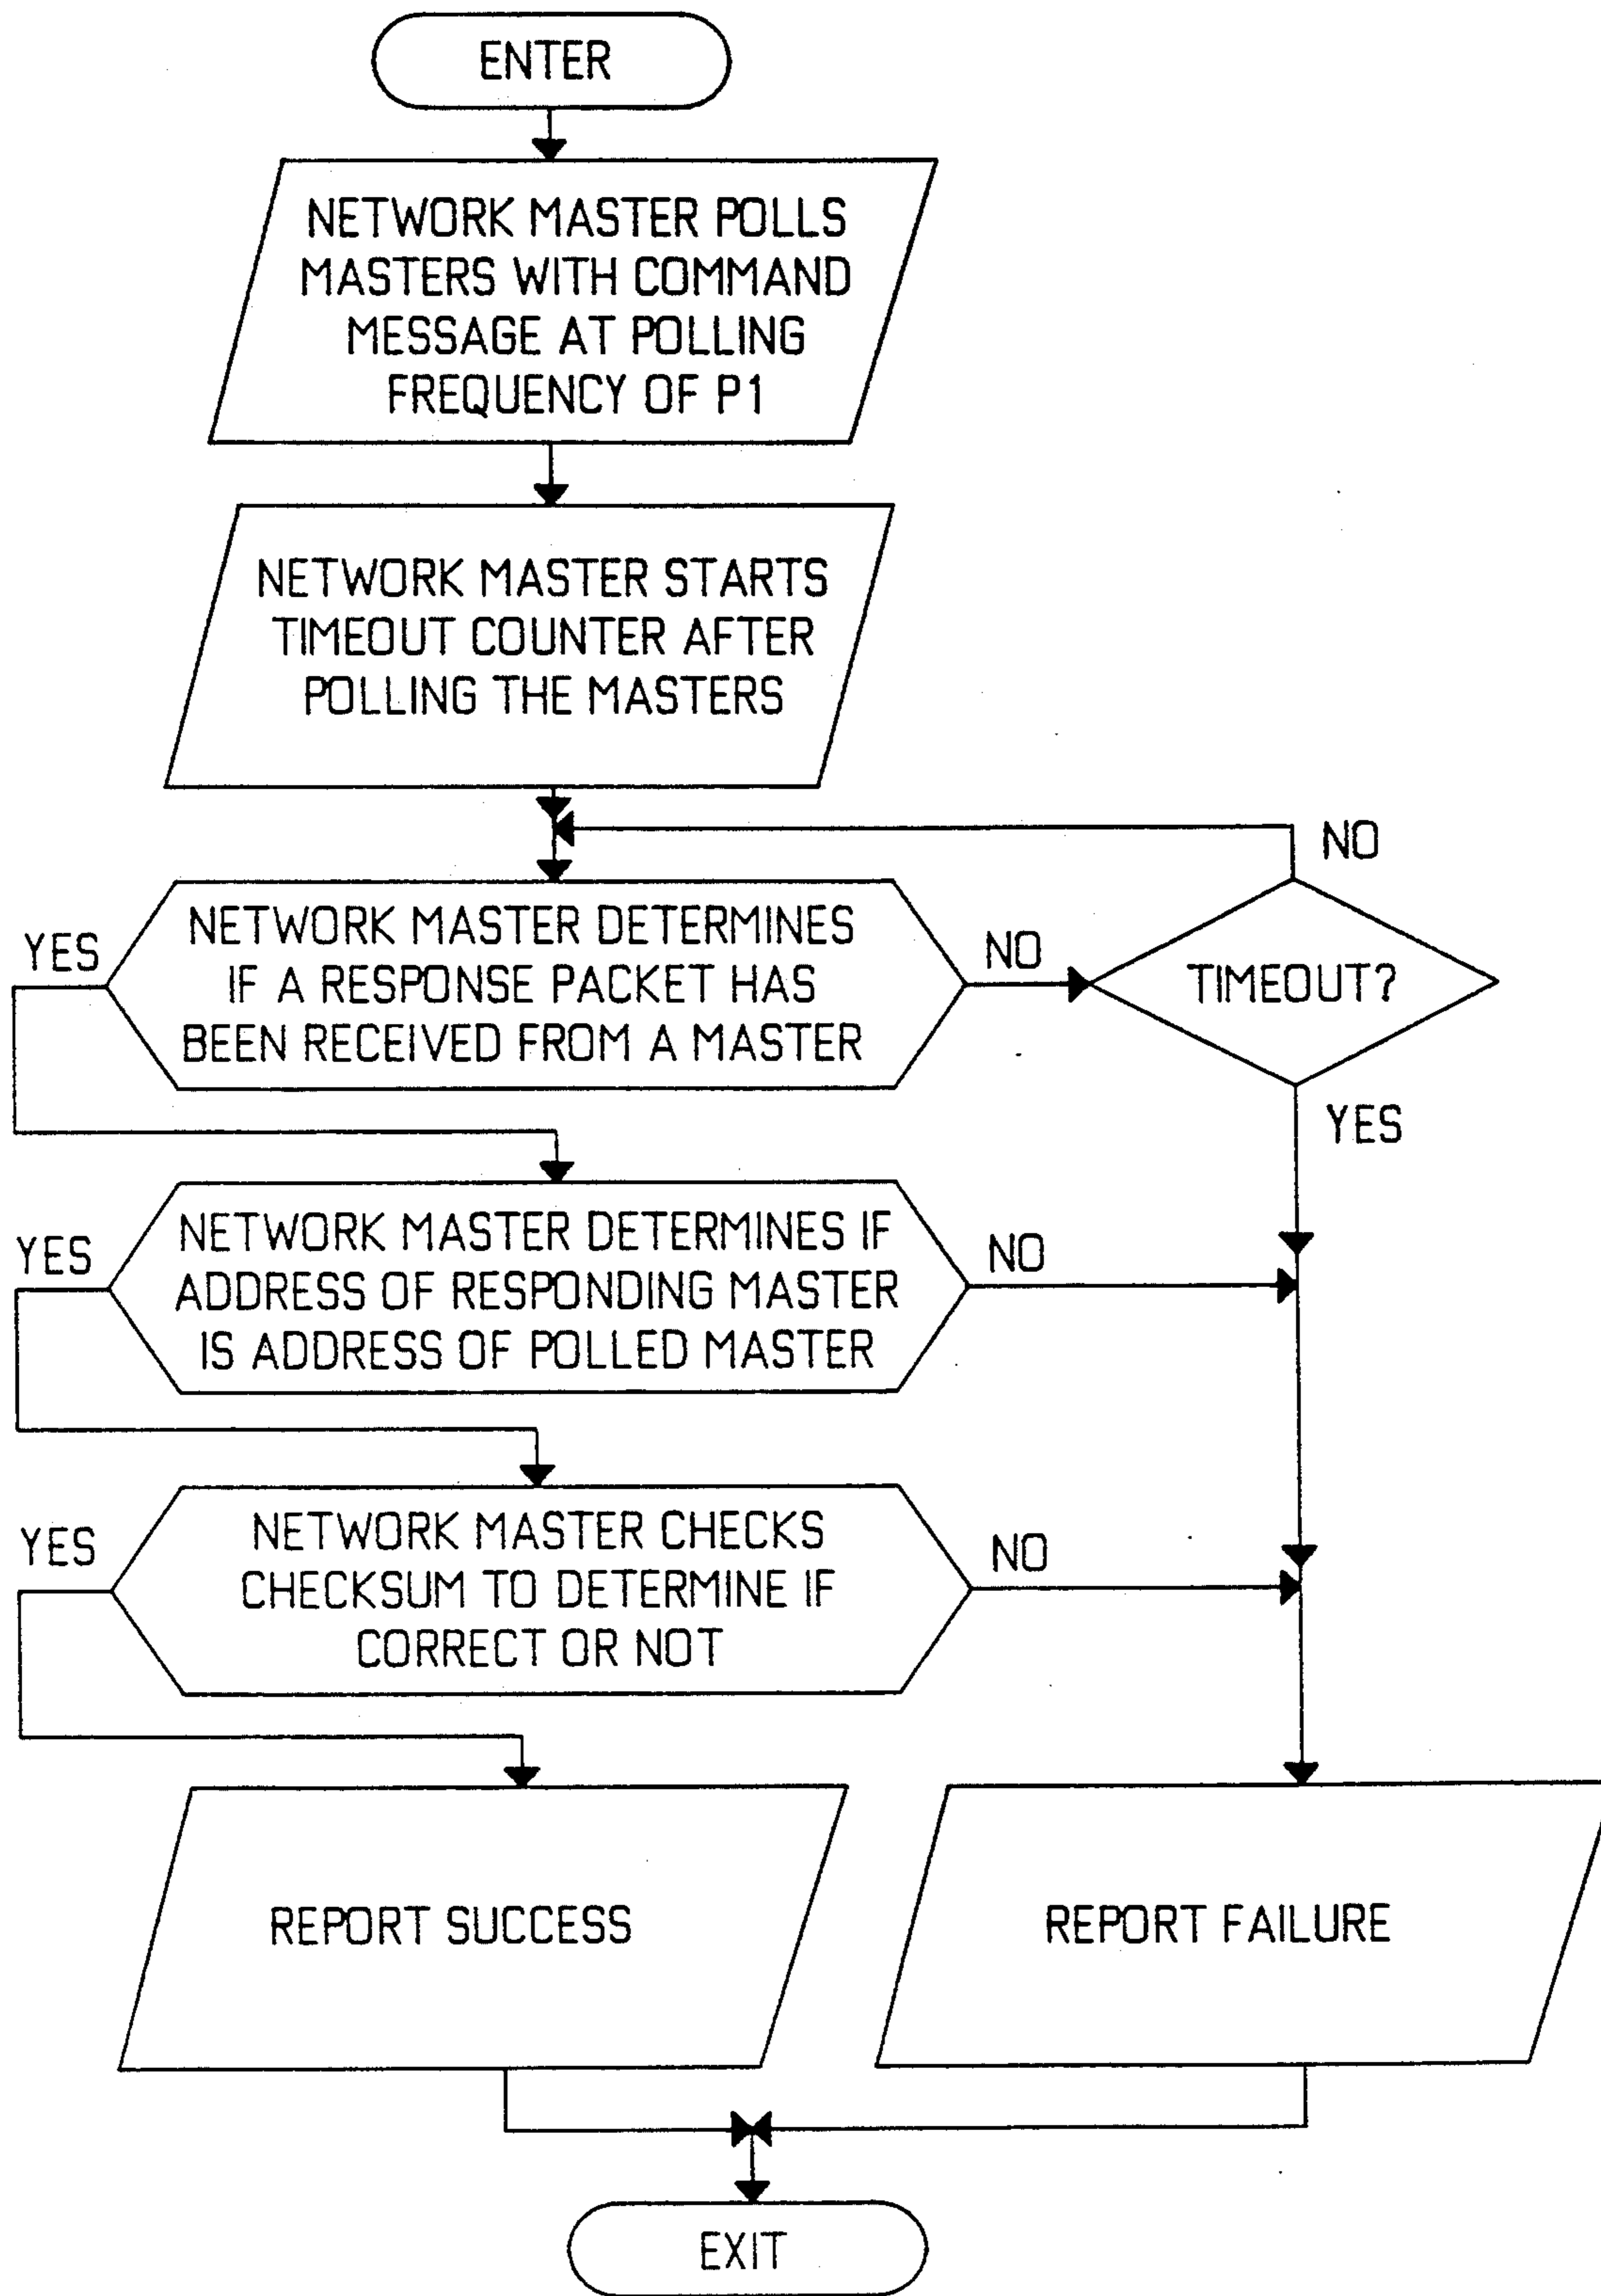 ENTER
NETWORK MASTER POLLS
MASTERS WITH COMMAND
MESSAGE AT POLLING
FREQUENCY OF P1
NETWORK MASTER STARTS
TIMEOUT COUNTER AFTER
POLLING THE MASTERS
NO
YES
NETWORK MASTER DETERMINES
IF A RESPONSE PACKET HAS
BEEN RECEIVED FROM A MASTER
NO
TIMEOUT?
YES
YES
NETWORK MASTER DETERMINES IF
ADDRESS OF RESPONDING MASTER
IS ADDRESS OF POLLED MASTER
NO
YES
NETWORK MASTER CHECKS
CHECKSUM TO DETERMINE IF
CORRECT OR NOT
NO
REPORT SUCCESS
REPORT FAILURE
EXIT